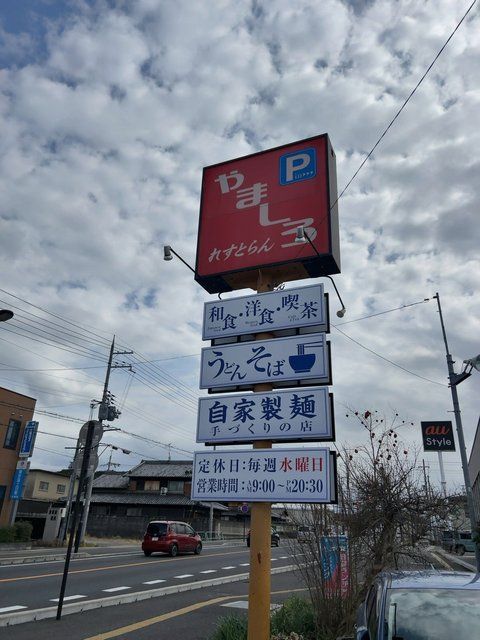 P
やましろ
れすとらん
和食・洋食・喫茶
うどんそば
自家製麺
手づくりの店
定休日：毎週水曜日
営業時間：AM9:00〜PM20:30
au
Style